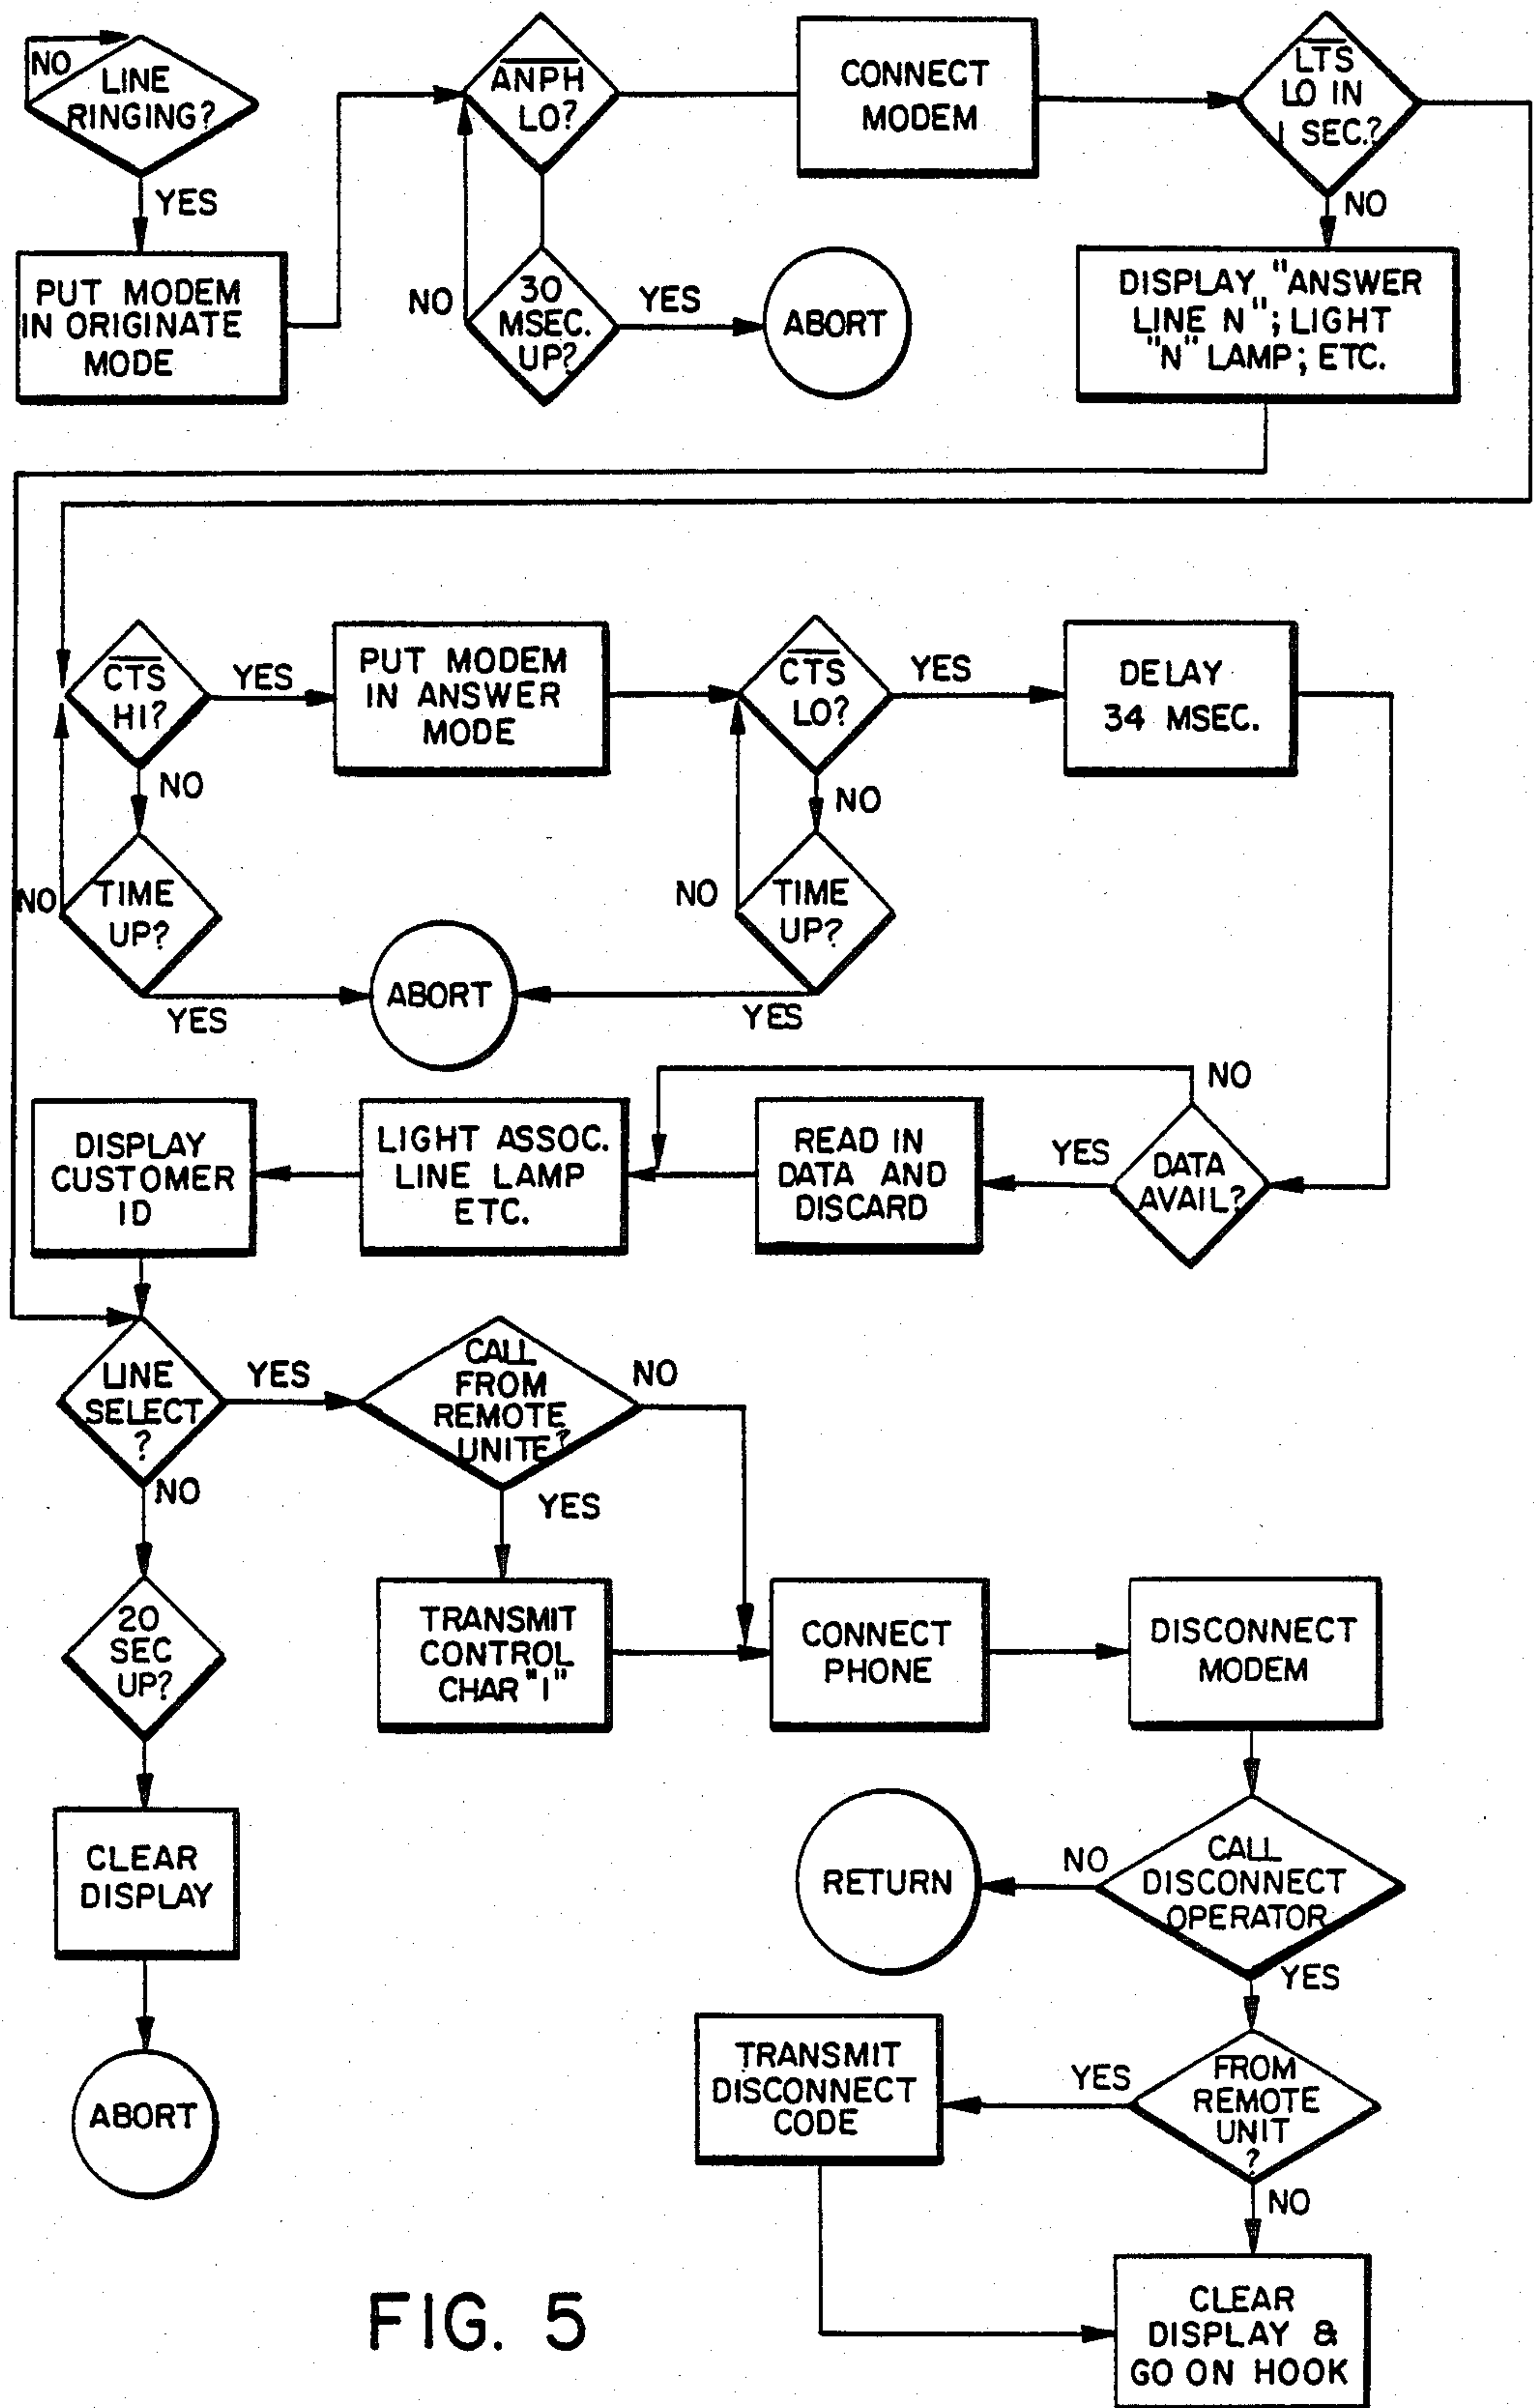 NO
LINE
RINGING?
YES
PUT MODEM
IN ORIGINATE
MODE
ANPH
LO?
NO
30
MSEC.
UP?
YES
ABORT
CONNECT
MODEM
LTS
LO IN
1 SEC.?
NO
DISPLAY "ANSWER
LINE N"; LIGHT
"N" LAMP; ETC.
CTS
HI?
YES
NO
PUT MODEM
IN ANSWER
MODE
CTS
LO?
YES
NO
DELAY
34 MSEC.
NO
TIME
UP?
YES
ABORT
NO
TIME
UP?
YES
NO
DATA
AVAIL?
YES
READ IN
DATA AND
DISCARD
LIGHT ASSOC.
LINE LAMP
ETC.
DISPLAY
CUSTOMER
ID
LINE
SELECT
?
YES
NO
CALL
FROM
REMOTE
UNITE?
NO
YES
20
SEC
UP?
TRANSMIT
CONTROL
CHAR "1"
CONNECT
PHONE
DISCONNECT
MODEM
CLEAR
DISPLAY
ABORT
CALL
DISCONNECT
OPERATOR
NO
RETURN
YES
FROM
REMOTE
UNIT
?
YES
TRANSMIT
DISCONNECT
CODE
NO
CLEAR
DISPLAY &
GO ON HOOK
FIG. 5